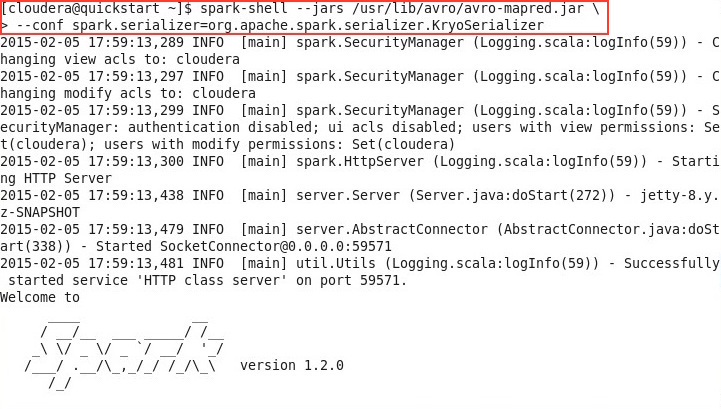 [cloudera@quickstart ~]$ spark-shell --jars /usr/lib/avro/avro-mapred.jar \
> --conf spark.serializer=org.apache.spark.serializer.KryoSerializer
2015-02-05 17:59:13,289 INFO  [main] spark.SecurityManager (Logging.scala:logInfo(59)) - C
hanging view acls to: cloudera
2015-02-05 17:59:13,297 INFO  [main] spark.SecurityManager (Logging.scala:logInfo(59)) - C
hanging modify acls to: cloudera
2015-02-05 17:59:13,299 INFO  [main] spark.SecurityManager (Logging.scala:logInfo(59)) - S
ecurityManager: authentication disabled; ui acls disabled; users with view permissions: Se
t(cloudera); users with modify permissions: Set(cloudera)
2015-02-05 17:59:13,300 INFO  [main] spark.HttpServer (Logging.scala:logInfo(59)) - Starti
ng HTTP Server
2015-02-05 17:59:13,438 INFO  [main] server.Server (Server.java:doStart(272)) - jetty-8.y.
z-SNAPSHOT
2015-02-05 17:59:13,479 INFO  [main] server.AbstractConnector (AbstractConnector.java:doSt
art(338)) - Started SocketConnector@0.0.0.0:59571
2015-02-05 17:59:13,481 INFO  [main] util.Utils (Logging.scala:logInfo(59)) - Successfully
 started service 'HTTP class server' on port 59571.
Welcome to
      ____              __
     / __/__  ___ _____/ /__
    _\ \/ _ \/ _ `/ __/  '_/
   /___/ .__/\_,_/_/ /_/\_\   version 1.2.0
      /_/